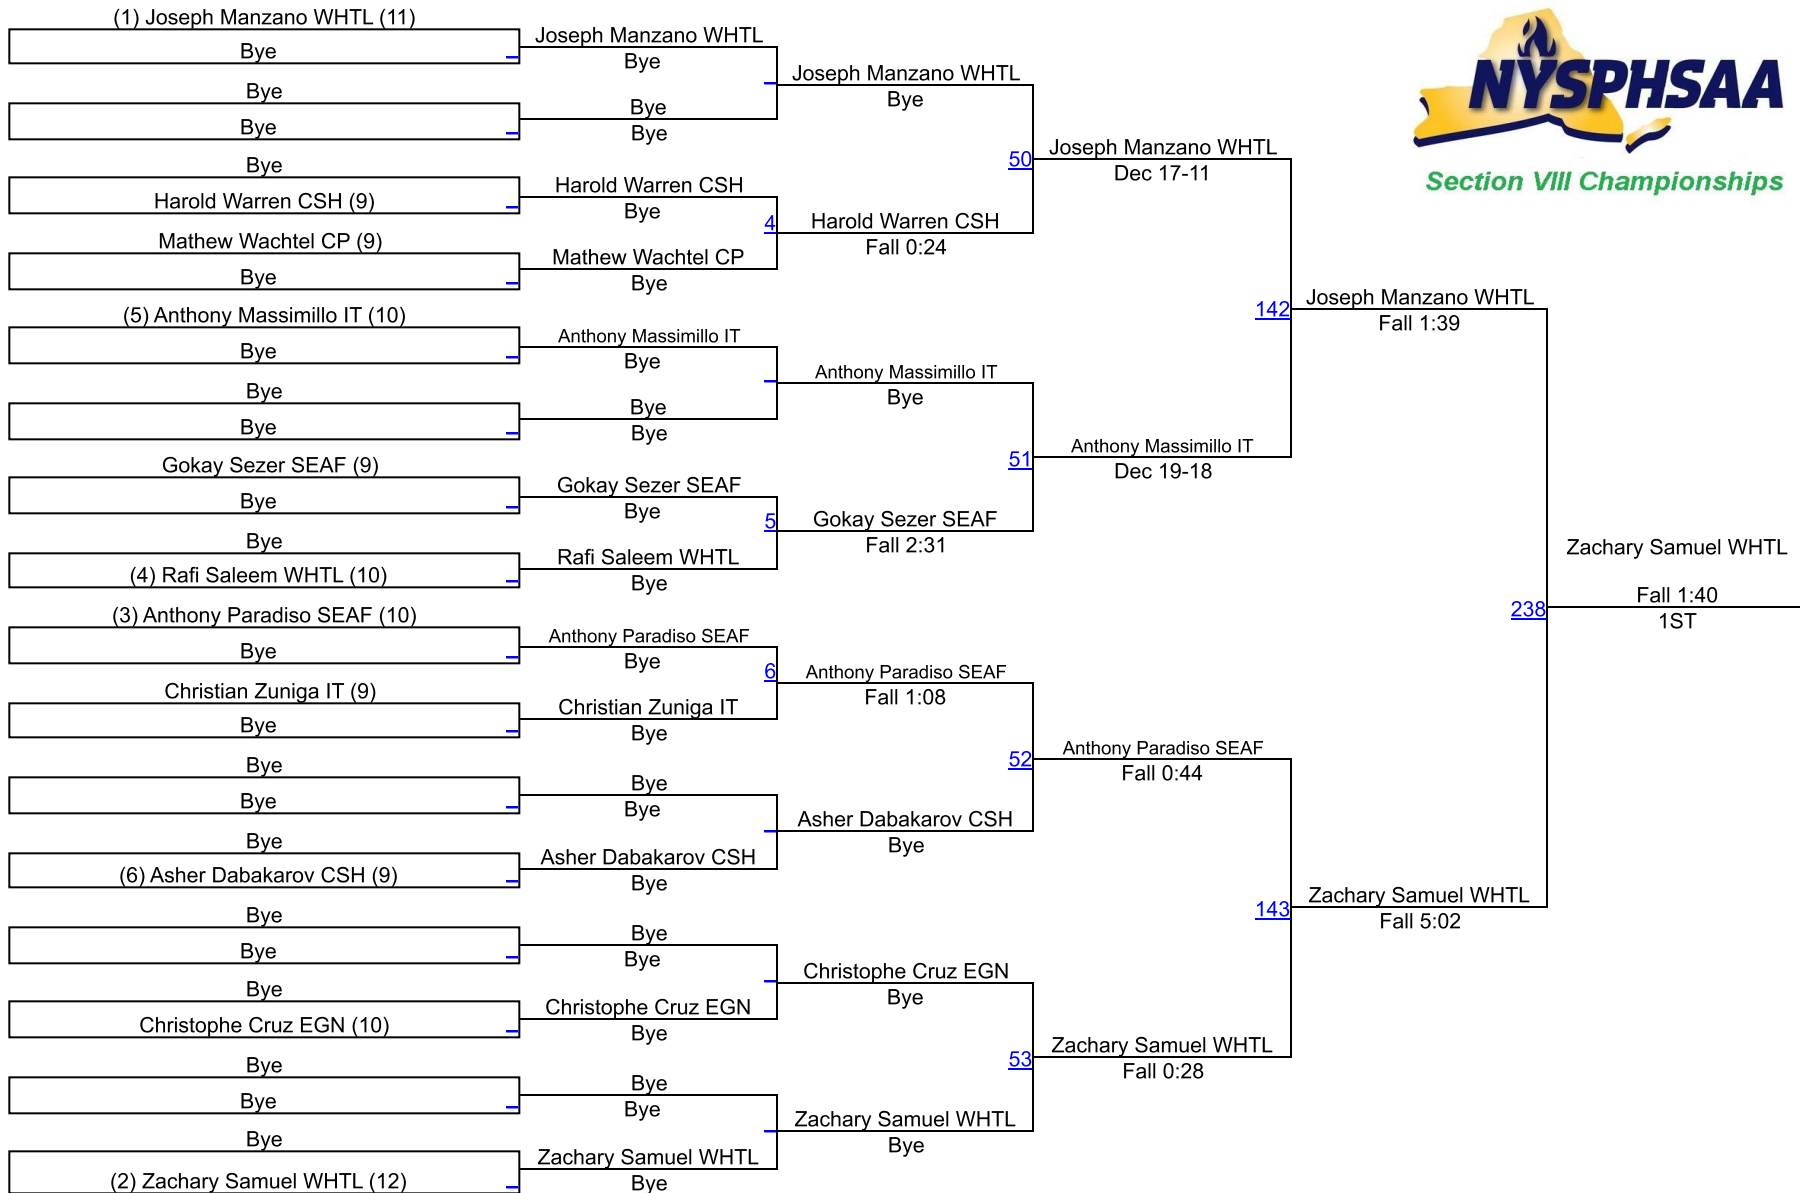 (1) Joseph Manzano WHTL (11)
Bye
Bye
Bye
Bye
Harold Warren CSH (9)
Mathew Wachtel CP (9)
Bye
(5) Anthony Massimillo IT (10)
Bye
Bye
Bye
Gokay Sezer SEAF (9)
Bye
Bye
(4) Rafi Saleem WHTL (10)
(3) Anthony Paradiso SEAF (10)
Bye
Christian Zuniga IT (9)
Bye
Bye
Bye
Bye
(6) Asher Dabakarov CSH (9)
Bye
Bye
Bye
Christophe Cruz EGN (10)
Bye
Bye
Bye
(2) Zachary Samuel WHTL (12)
Joseph Manzano WHTL
Bye
Bye
Bye
Harold Warren CSH
Bye
4
Mathew Wachtel CP
Bye
Anthony Massimillo IT
Bye
Bye
Bye
Gokay Sezer SEAF
Bye
5
Rafi Saleem WHTL
Bye
Anthony Paradiso SEAF
Bye
6
Christian Zuniga IT
Bye
Bye
Bye
Asher Dabakarov CSH
Bye
Bye
Bye
Christophe Cruz EGN
Bye
Bye
Bye
Zachary Samuel WHTL
Bye
Joseph Manzano WHTL
Bye
50
Harold Warren CSH
Fall 0:24
Anthony Massimillo IT
Bye
51
Gokay Sezer SEAF
Fall 2:31
Anthony Paradiso SEAF
Fall 1:08
52
Asher Dabakarov CSH
Bye
Christophe Cruz EGN
Bye
53
Zachary Samuel WHTL
Bye
Joseph Manzano WHTL
Dec 17-11
142
Anthony Massimillo IT
Dec 19-18
Anthony Paradiso SEAF
Fall 0:44
143
Zachary Samuel WHTL
Fall 0:28
Joseph Manzano WHTL
Fall 1:39
238
Zachary Samuel WHTL
Fall 5:02
Zachary Samuel WHTL
Fall 1:40
1ST
NYSPHSAA
Section VIII Championships